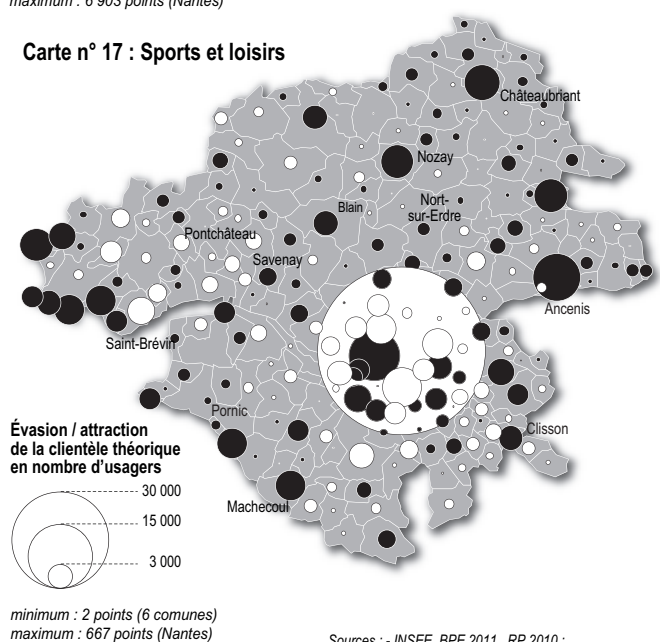 maximum : 6 903 points (Nantes)
Carte n° 17 : Sports et loisirs
Châteaubriant
Nozay
Blain
Nort-
sur-Erdre
Pontchâteau
Savenay
Ancenis
Saint-Brévin
Pornic
Clisson
Machecoul
Évasion / attraction
de la clientèle théorique
en nombre d'usagers
30 000
15 000
3 000
minimum : 2 points (6 comunes)
maximum : 667 points (Nantes)
Sources : - INSEE, BPE 2011, RP 2010 ;